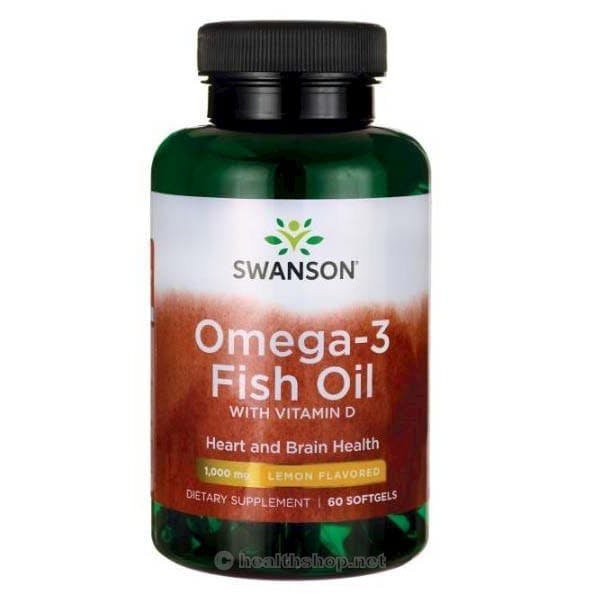 SWANSON®
Omega-3
Fish Oil
WITH VITAMIN D
Heart and Brain Health
1,000 mg LEMON FLAVORED
DIETARY SUPPLEMENT | 60 SOFTGELS
© healthshop.net